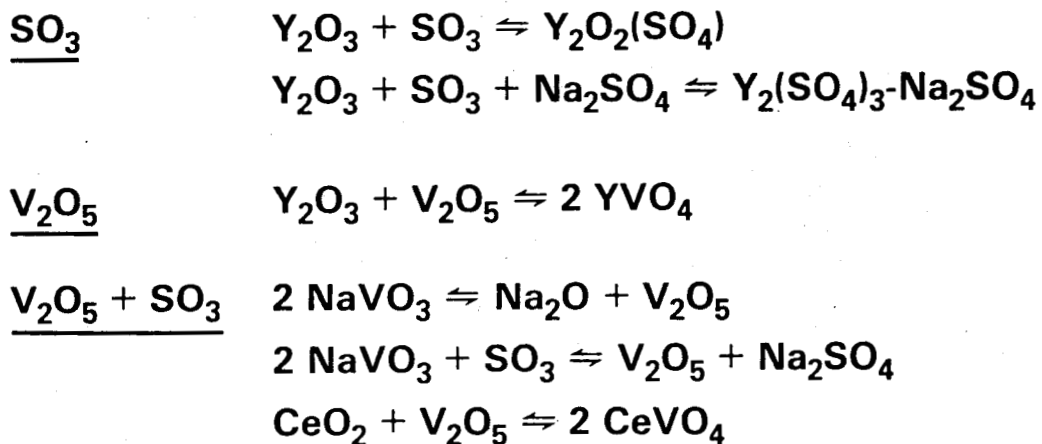 SO₃ Y₂O₃ + SO₃ ⇋ Y₂O₂(SO₄)
Y₂O₃ + SO₃ + Na₂SO₄ ⇋ Y₂(SO₄)₃-Na₂SO₄
V₂O₅ Y₂O₃ + V₂O₅ ⇋ 2 YVO₄
V₂O₅ + SO₃ 2 NaVO₃ ⇋ Na₂O + V₂O₅
2 NaVO₃ + SO₃ ⇋ V₂O₅ + Na₂SO₄
CeO₂ + V₂O₅ ⇋ 2 CeVO₄